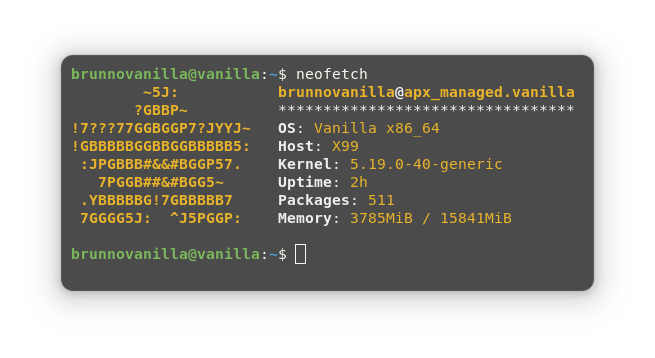 brunnovanilla@vanilla:~$ neofetch
        ~5J:           brunnovanilla@apx_managed.vanilla
       ?GBBP~          *********************************
!7???77GGBGGP7?JYYJ~   OS: Vanilla x86_64
!GBBBBBGGBBGGBBBBB5:   Host: X99
 :JPGBBB#&&#BGGP57.    Kernel: 5.19.0-40-generic
   7PGGB##&#BGG5~      Uptime: 2h
 .YBBBBBG!7GBBBBB7     Packages: 511
 7GGGG5J:  ^J5PGGP:    Memory: 3785MiB / 15841MiB
brunnovanilla@vanilla:~$